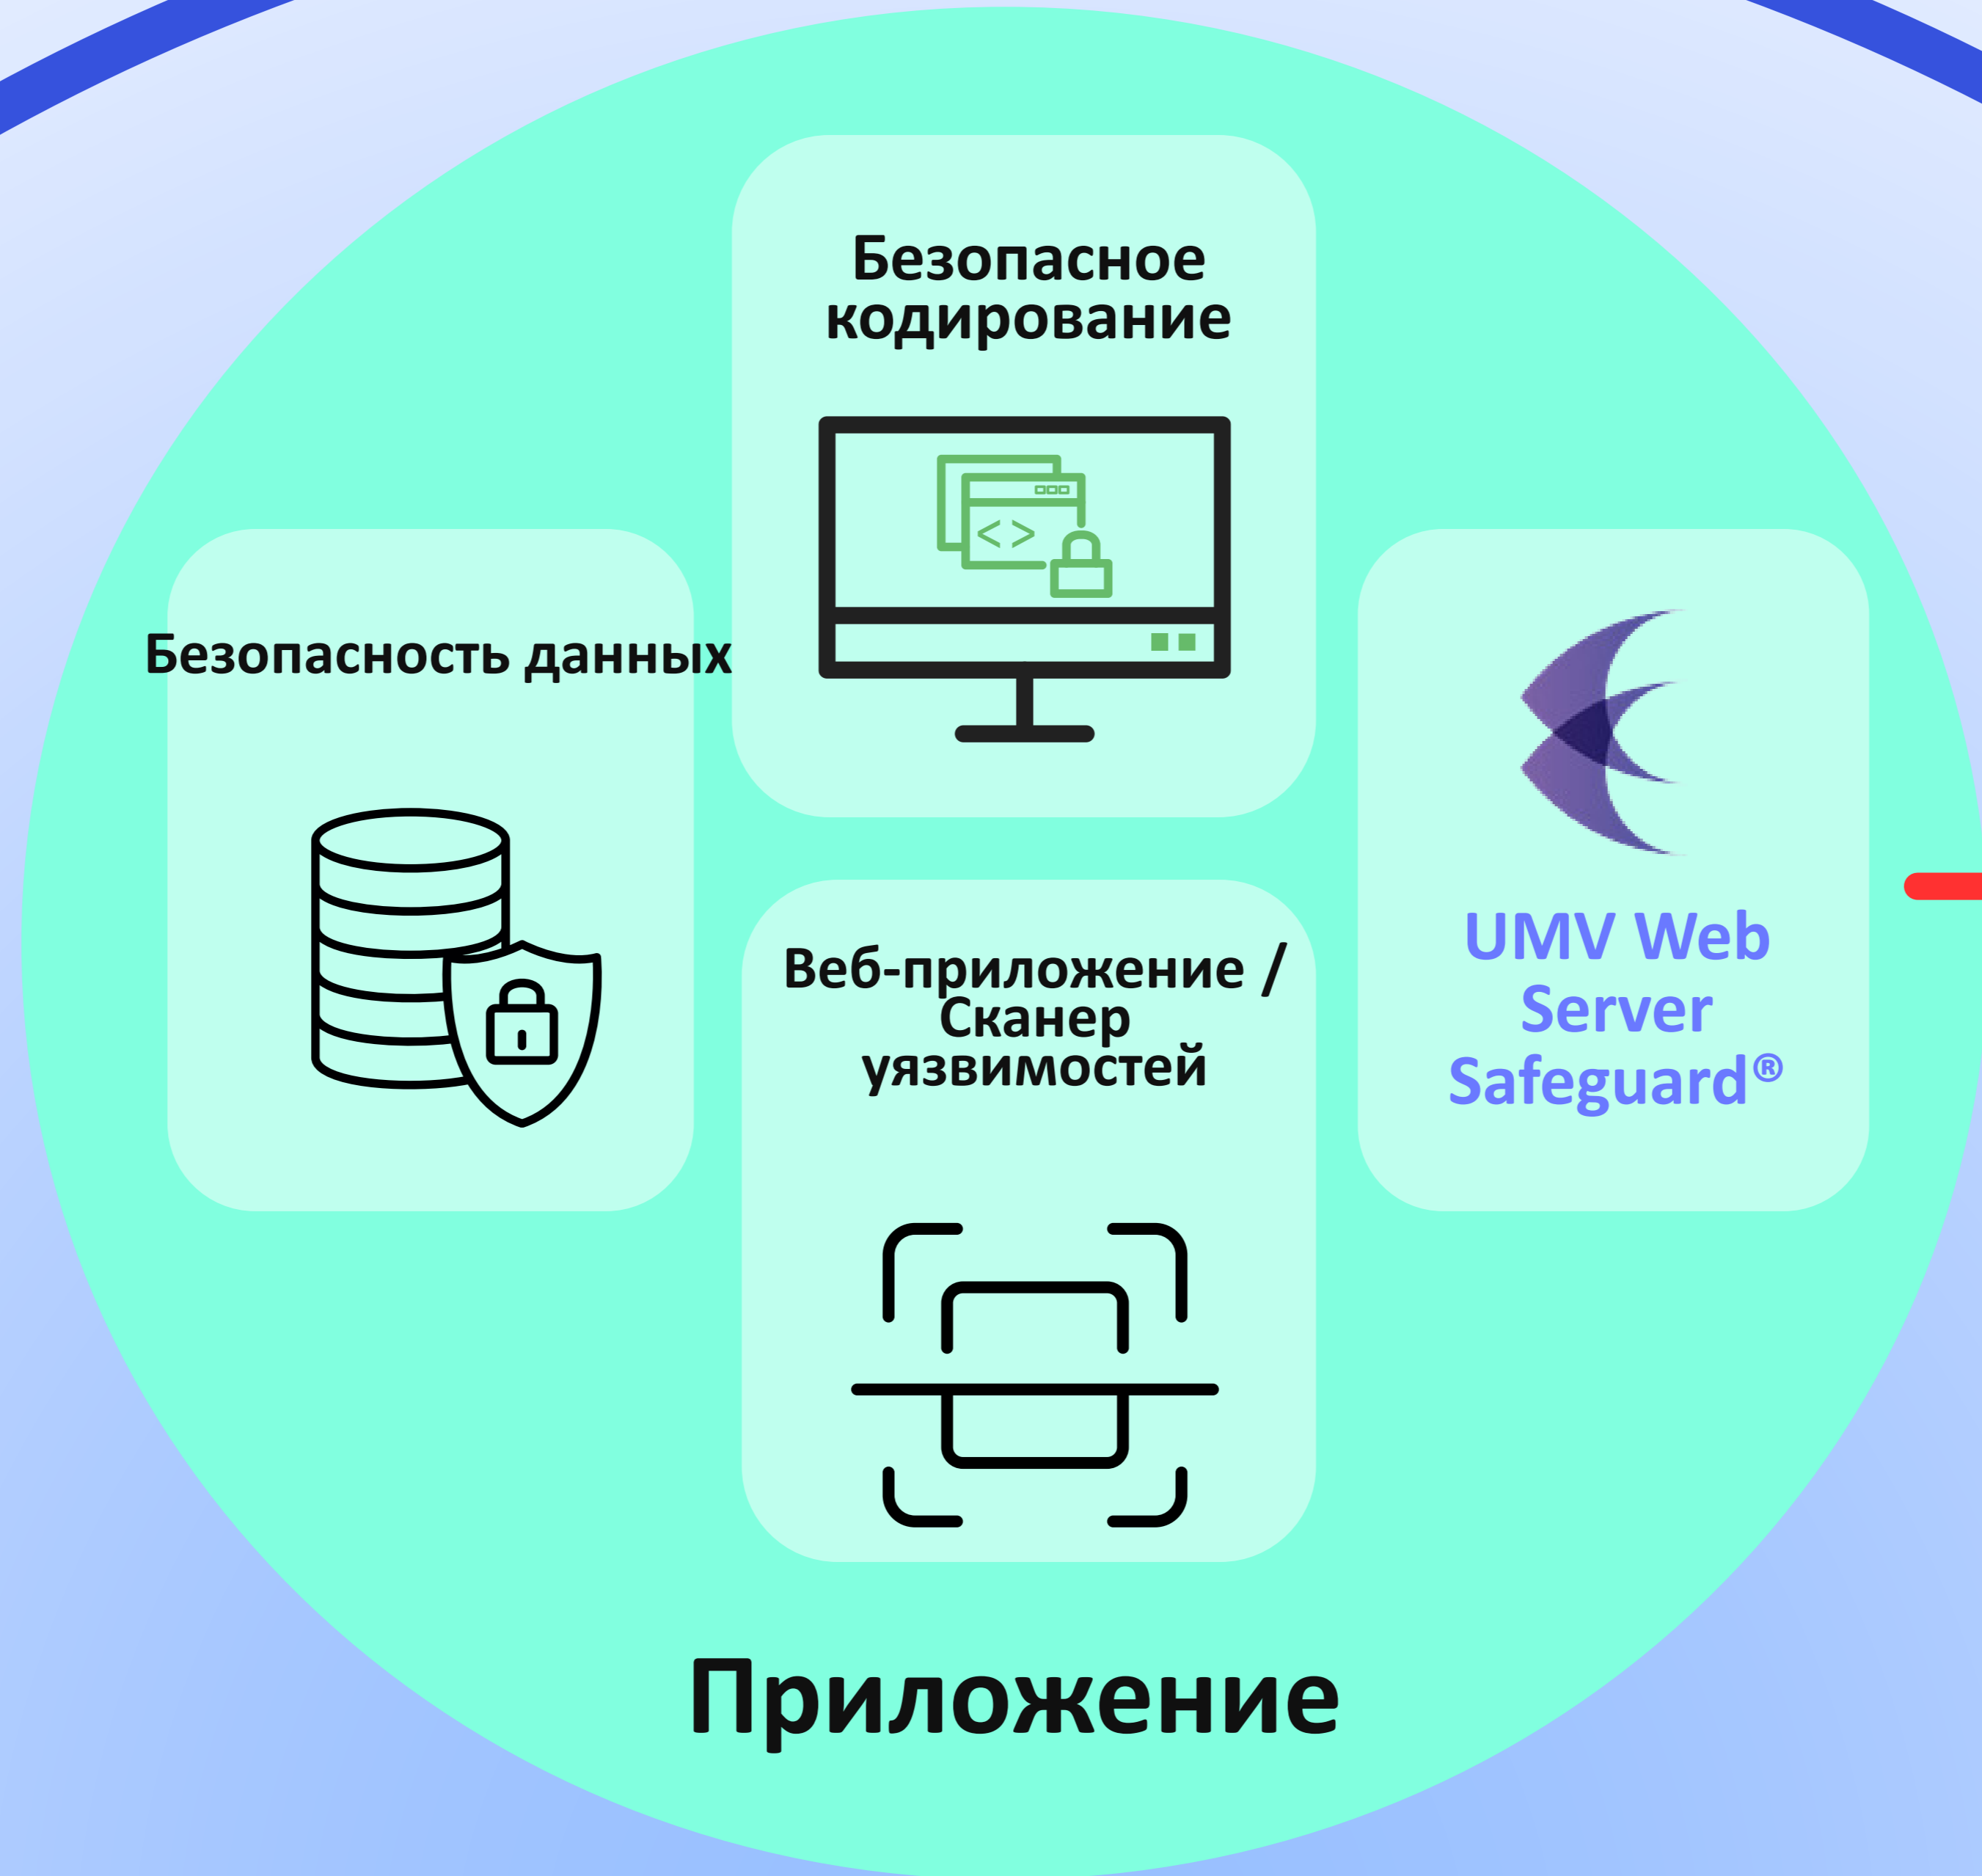 Безопасное
кодирование
< >
Безопасность данных
UMV Web
Server
Safeguard®
Веб-приложение /
Сканер
уязвимостей
Приложение